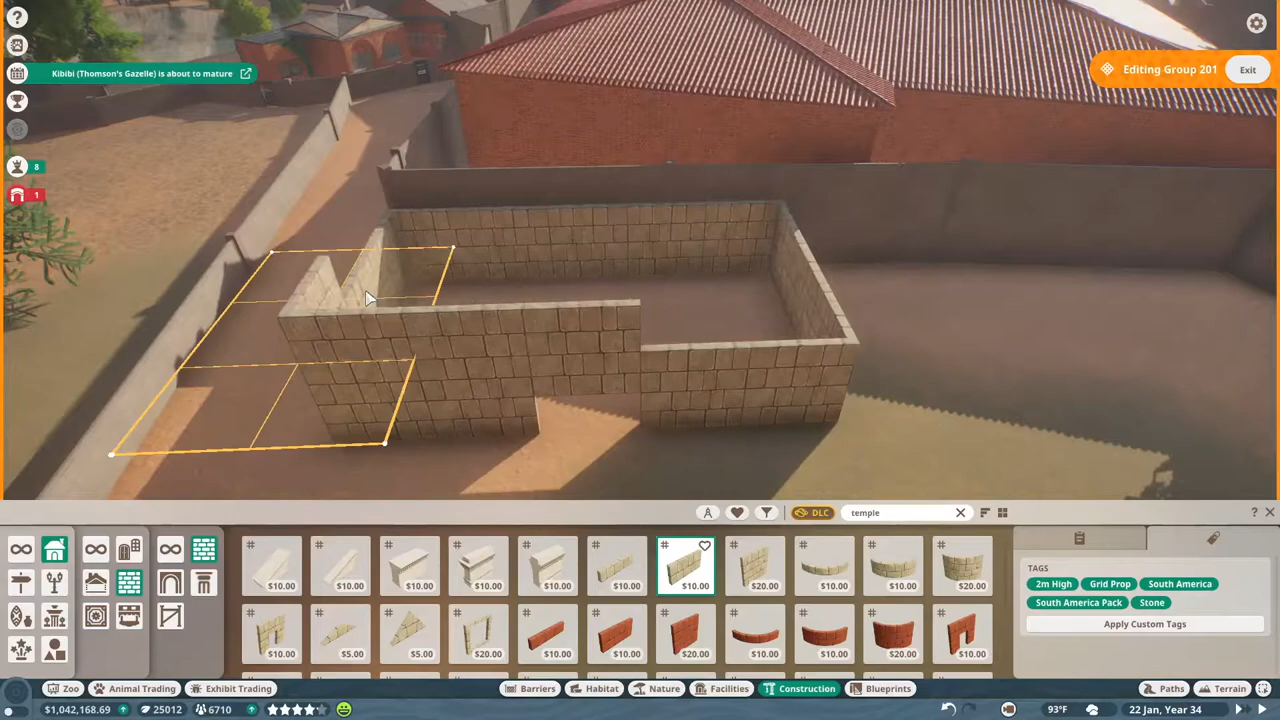 ?
Kibibi (Thomson's Gazelle) is about to mature
8
1
Editing Group 201
Exit
DLC
temple
?
$10.00 $10.00 $10.00 $10.00 $10.00 $10.00 $10.00 $20.00 $10.00 $10.00 $20.00
$10.00 $5.00 $5.00 $20.00 $10.00 $10.00 $20.00 $10.00 $10.00 $20.00 $10.00
TAGS
2m High Grid Prop South America
South America Pack Stone
Apply Custom Tags
Zoo Animal Trading Exhibit Trading Barriers Habitat Nature Facilities Construction Blueprints Paths Terrain
$1,042,168.69 25012 6710 93°F 22 Jan, Year 34